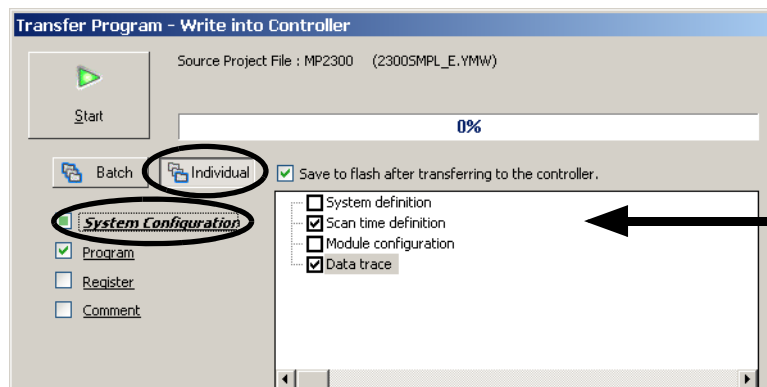 Transfer Program - Write into Controller
Source Project File : MP2300 (2300SMPL_E.YMW)
Start
0%
Batch
Individual
Save to flash after transferring to the controller.
System Configuration
Program
Register
Comment
System definition
Scan time definition
Module configuration
Data trace